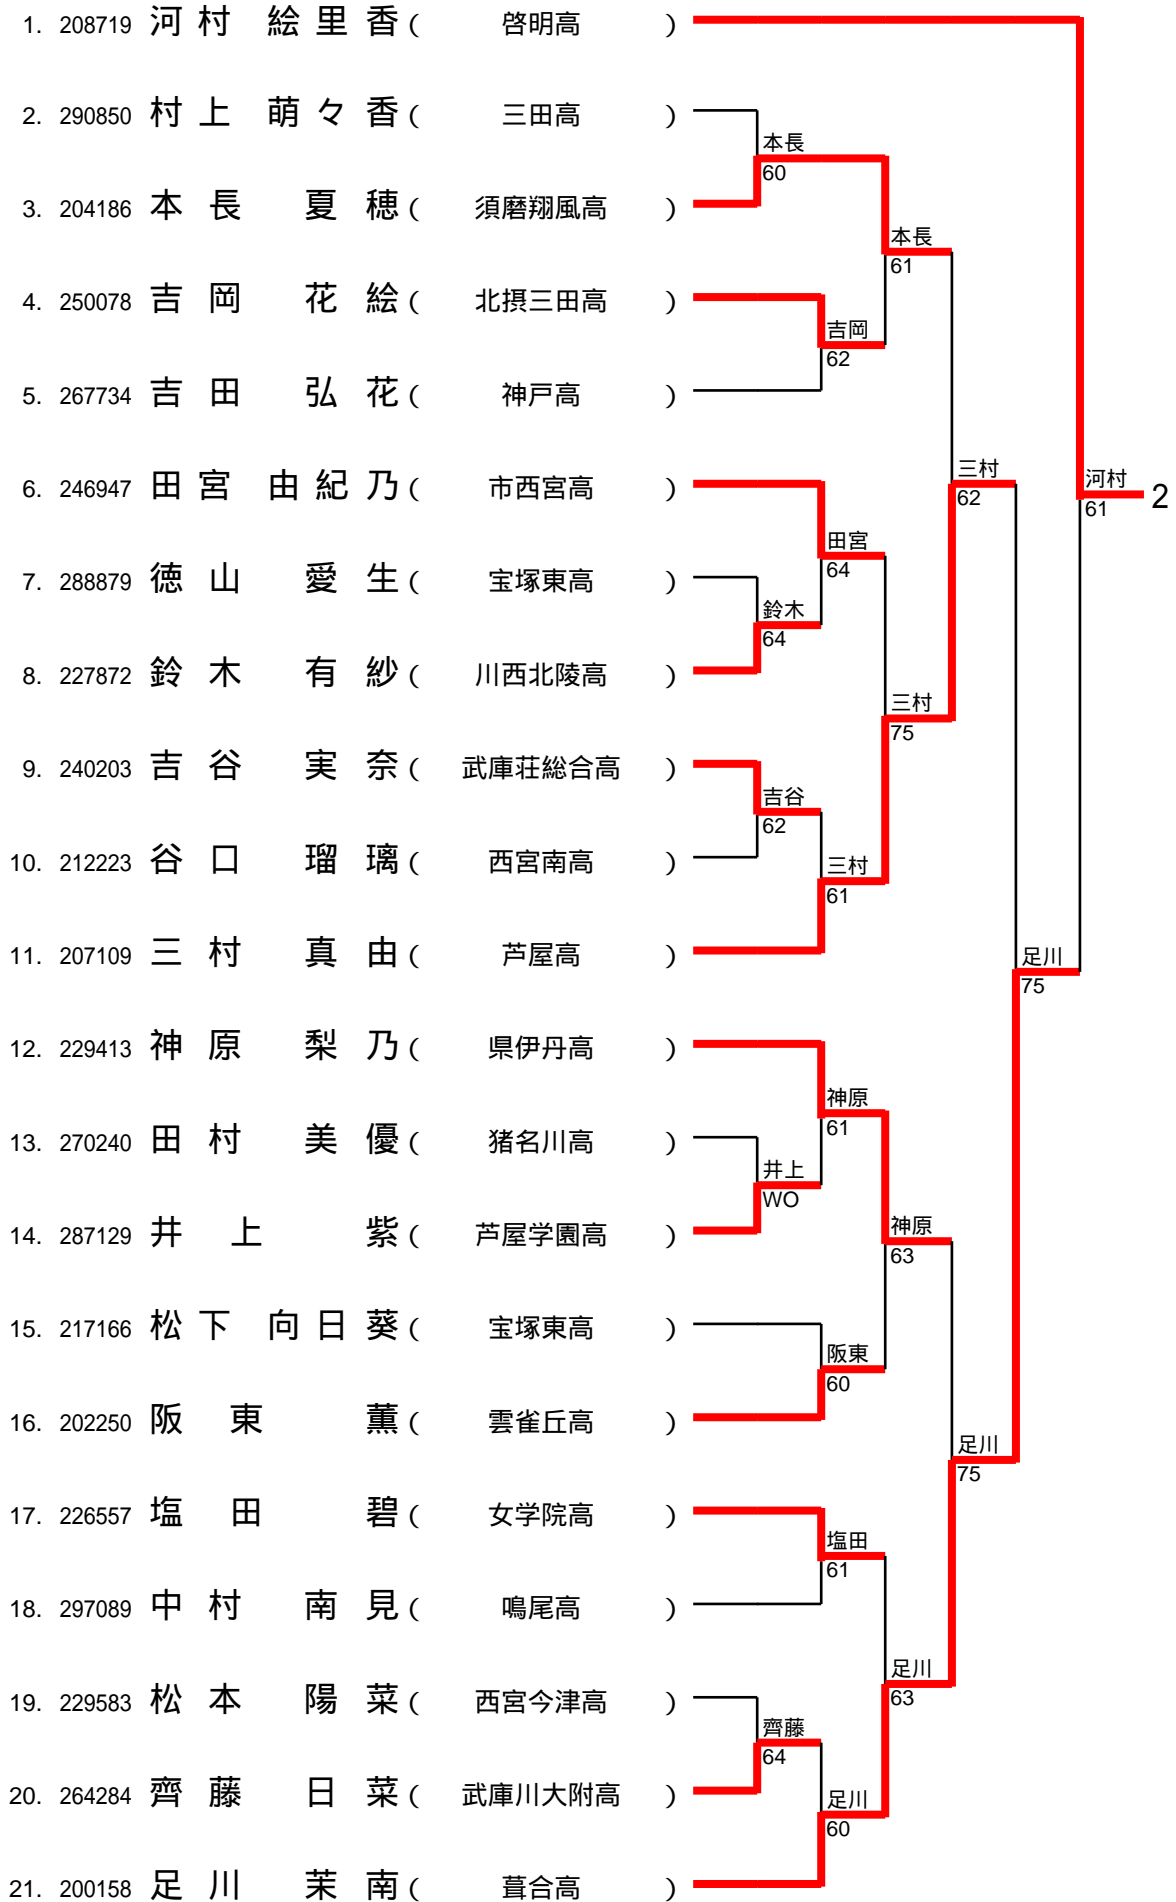 1. 208719 河村 絵里香 ( 啓明高 )
2. 290850 村上 萌々香 ( 三田高 )
本長
60
3. 204186 本長 夏穂 ( 須磨翔風高 )
本長
61
4. 250078 吉岡 花絵 ( 北摂三田高 )
吉岡
62
5. 267734 吉田 弘花 ( 神戸高 )
三村
62
河村
61
2
6. 246947 田宮 由紀乃 ( 市西宮高 )
田宮
64
7. 288879 徳山 愛生 ( 宝塚東高 )
鈴木
64
8. 227872 鈴木 有紗 ( 川西北陵高 )
三村
75
9. 240203 吉谷 実奈 ( 武庫荘総合高 )
吉谷
62
10. 212223 谷口 瑠璃 ( 西宮南高 )
三村
61
11. 207109 三村 真由 ( 芦屋高 )
足川
75
12. 229413 神原 梨乃 ( 県伊丹高 )
神原
61
13. 270240 田村 美優 ( 猪名川高 )
井上
WO
14. 287129 井上 紫 ( 芦屋学園高 )
神原
63
15. 217166 松下 向日葵 ( 宝塚東高 )
阪東
60
16. 202250 阪東 薫 ( 雲雀丘高 )
足川
75
17. 226557 塩田 碧 ( 女学院高 )
塩田
61
18. 297089 中村 南見 ( 鳴尾高 )
足川
63
19. 229583 松本 陽菜 ( 西宮今津高 )
齊藤
64
20. 264284 齊藤 日菜 ( 武庫川大附高 )
足川
60
21. 200158 足川 茉南 ( 葺合高 )